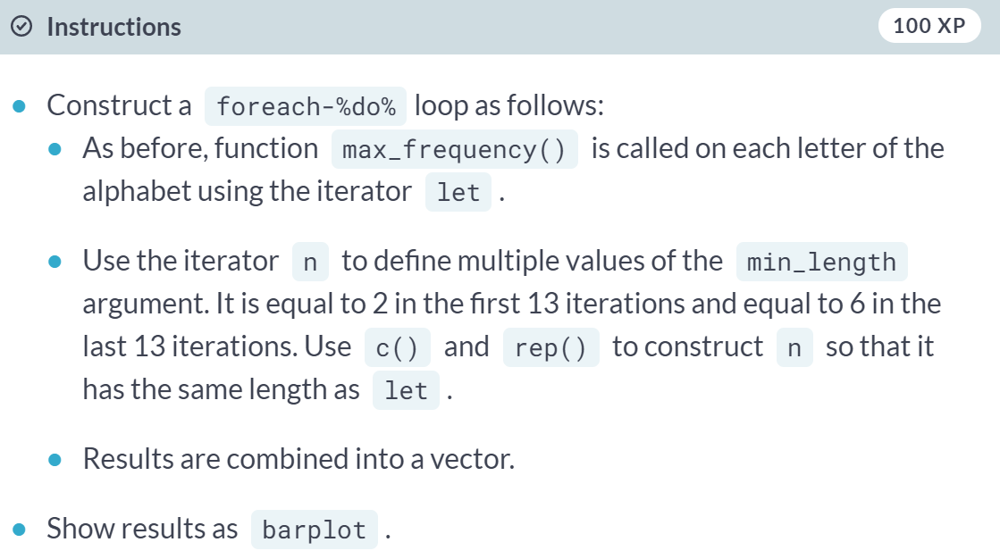 Instructions
100 XP
Construct a foreach-%do% loop as follows:
As before, function max_frequency() is called on each letter of the
alphabet using the iterator let .
Use the iterator n to define multiple values of the min_length
argument. It is equal to 2 in the first 13 iterations and equal to 6 in the
last 13 iterations. Use c() and rep() to construct n so that it
has the same length as let .
Results are combined into a vector.
Show results as barplot .